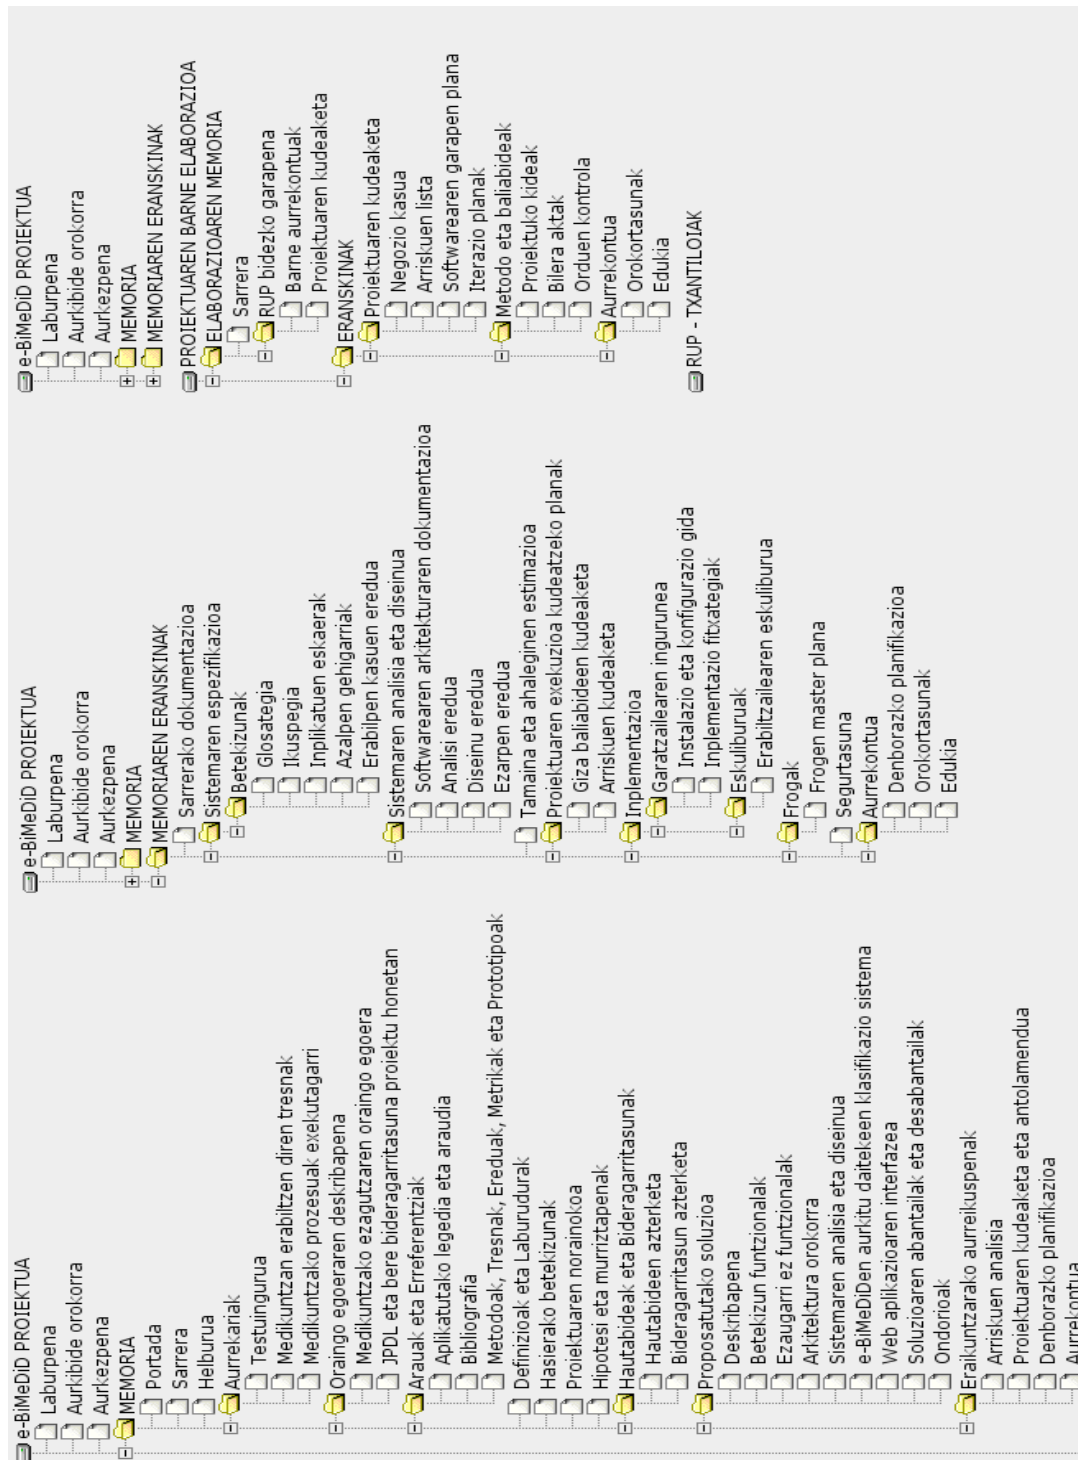 e-BiMeDiD PROIEKTUA
Laburpena
Aurkibide orokorra
Aurkezpena
MEMORIA
Portada
Sarrera
Helburua
Aurrekariak
Testuingurua
Medikuntzan erabiltzen diren tresnak
Medikuntzako prozesuak exekutagarri
Oraingo egoeraren deskribapena
Medikuntzako ezagutzaren oraingo egoera
JPDL eta bere bideragarritasuna proiektu honetan
Arauak eta Erreferentziak
Aplikatutako legedia eta araudia
Bibliografia
Metodoak, Tresnak, Ereduak, Metrikak eta Prototipoak
Definizioak eta Laburudurak
Hasierako betekizunak
Proiektuaren norainokoa
Hipotesi eta murriztapenak
Hautabideak eta Bideragarritasunak
Hautabideen azterketa
Bideragarritasun azterketa
Proposatutako soluzioa
Deskribapena
Betekizun funtzionalak
Ezaugarri ez funtzionalak
Arkitektura orokorra
Sistemaren analisia eta diseinua
e-BiMeDiDen aurkitu daitekeen klasifikazio sistema
Web aplikazioaren interfazea
Soluzioaren abantailak eta desabantailak
Ondorioak
Eraikuntzarako aurreikuspenak
Arriskuen analisia
Proiektuaren kudeaketa eta antolamendua
Denborazko planifikazioa
Aurrekontua
e-BiMeDiD PROIEKTUA
Laburpena
Aurkibide orokorra
Aurkezpena
MEMORIA
MEMORIAREN ERANSKINAK
Sarrerako dokumentazioa
Sistemaren espezifikazioa
Betekizunak
Glosategia
Ikuspegia
Inplikatuen eskaerak
Azalpen gehigarriak
Erabilpen kasuen eredua
Sistemaren analisia eta diseinua
Softwarearen arkitekturaren dokumentazioa
Analisi eredua
Diseinu eredua
Ezarpen eredua
Tamaina eta ahaleginen estimazioa
Proiektuaren exekuzioa kudeatzeko planak
Giza baliabideen kudeaketa
Arriskuen kudeaketa
Inplementazioa
Garatzailearen ingurunea
Instalazio eta konfigurazio gida
Inplementazio fitxategiak
Eskuliburuak
Erabiltzailearen eskuliburua
Frogak
Frogen master plana
Segurtasuna
Aurrekontua
Denborazko planifikazioa
Orokortasunak
Edukia
e-BiMeDiD PROIEKTUA
Laburpena
Aurkibide orokorra
Aurkezpena
MEMORIA
MEMORIAREN ERANSKINAK
PROIEKTUAREN BARNE ELABORAZIOA
ELABORAZIOAREN MEMORIA
Sarrera
RUP bidezko garapena
Barne aurrekontuak
Proiektuaren kudeaketa
ERANSKINAK
Proiektuaren kudeaketa
Negozio kasua
Arriskuen lista
Softwarearen garapen plana
Iterazio planak
Metodo eta baliabideak
Proiektuko kideak
Bilera aktak
Orduen kontrola
Aurrekontua
Orokortasunak
Edukia
RUP - TXANTILOIAK